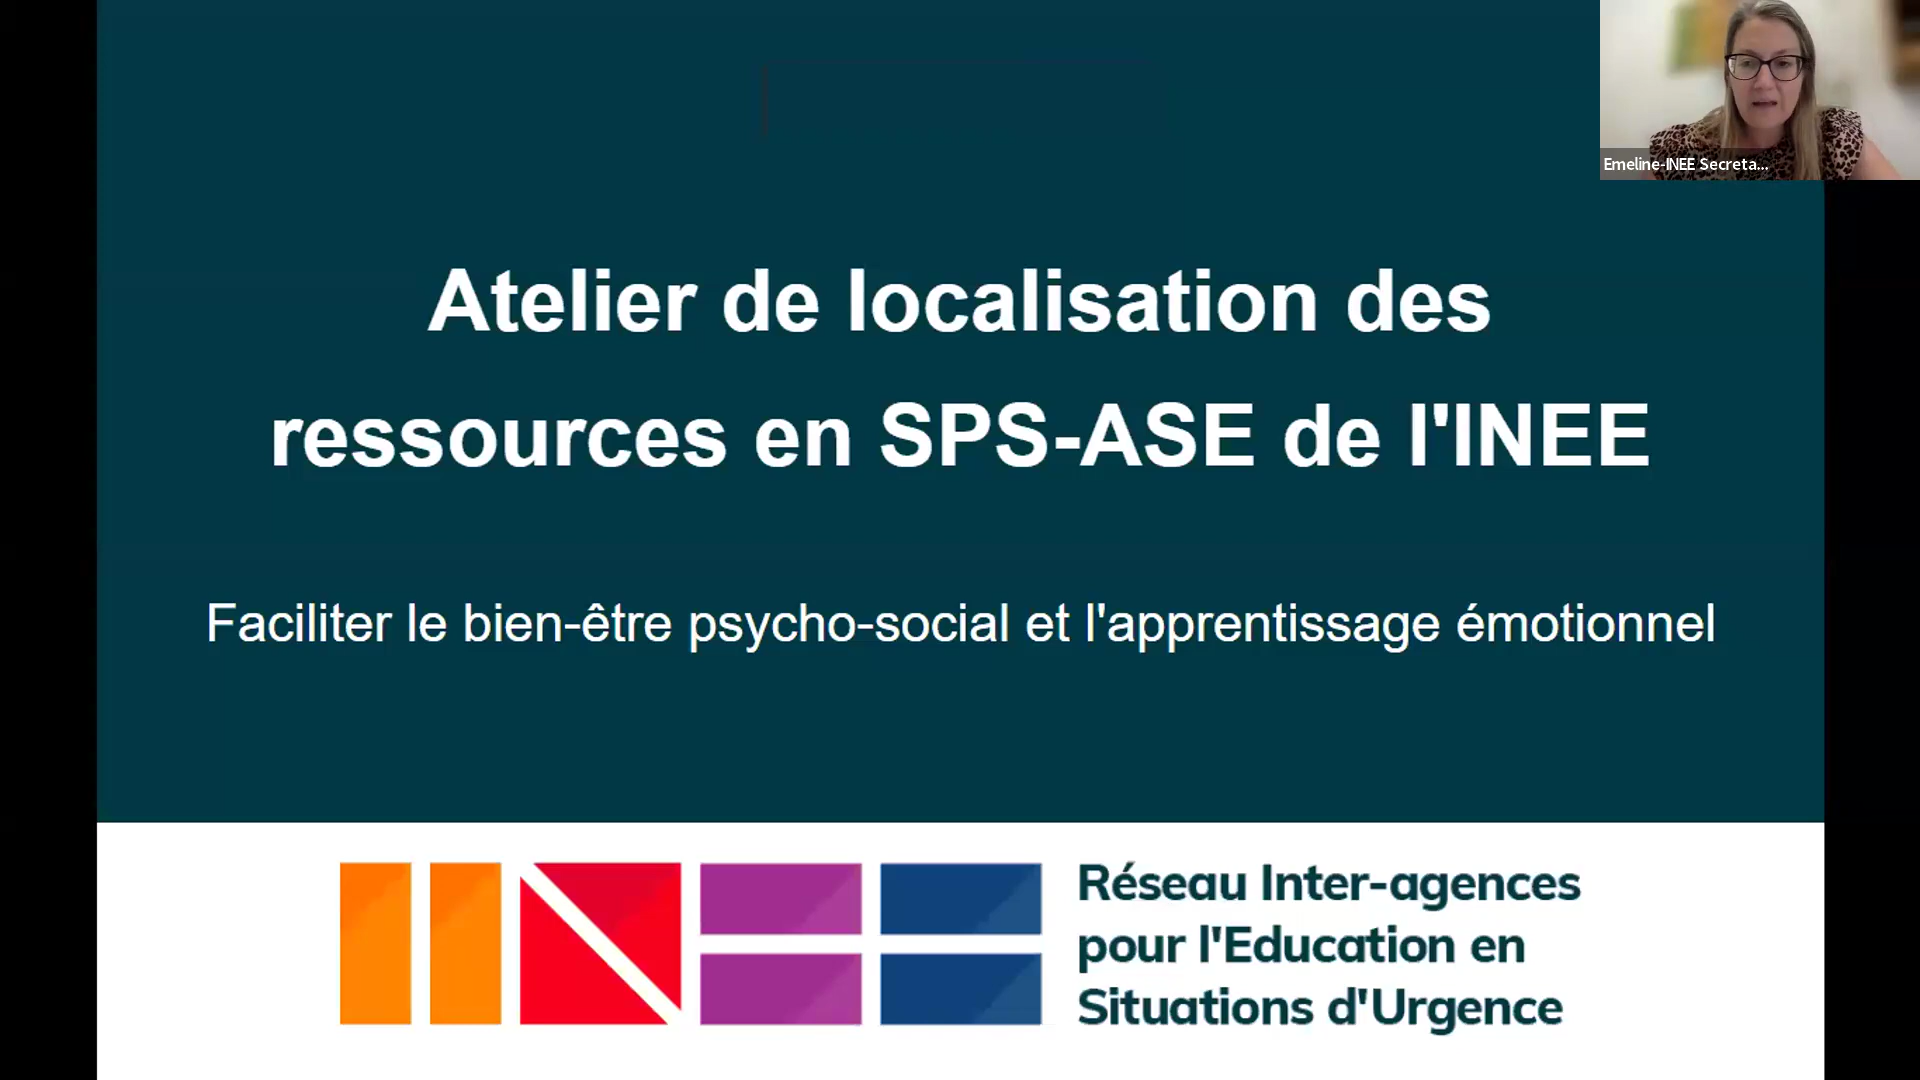 Emeline-INEE Secreta...
Atelier de localisation des
ressources en SPS-ASE de l'INEE
Faciliter le bien-être psycho-social et l'apprentissage émotionnel
INEE
Réseau Inter-agences
pour l'Education en
Situations d'Urgence